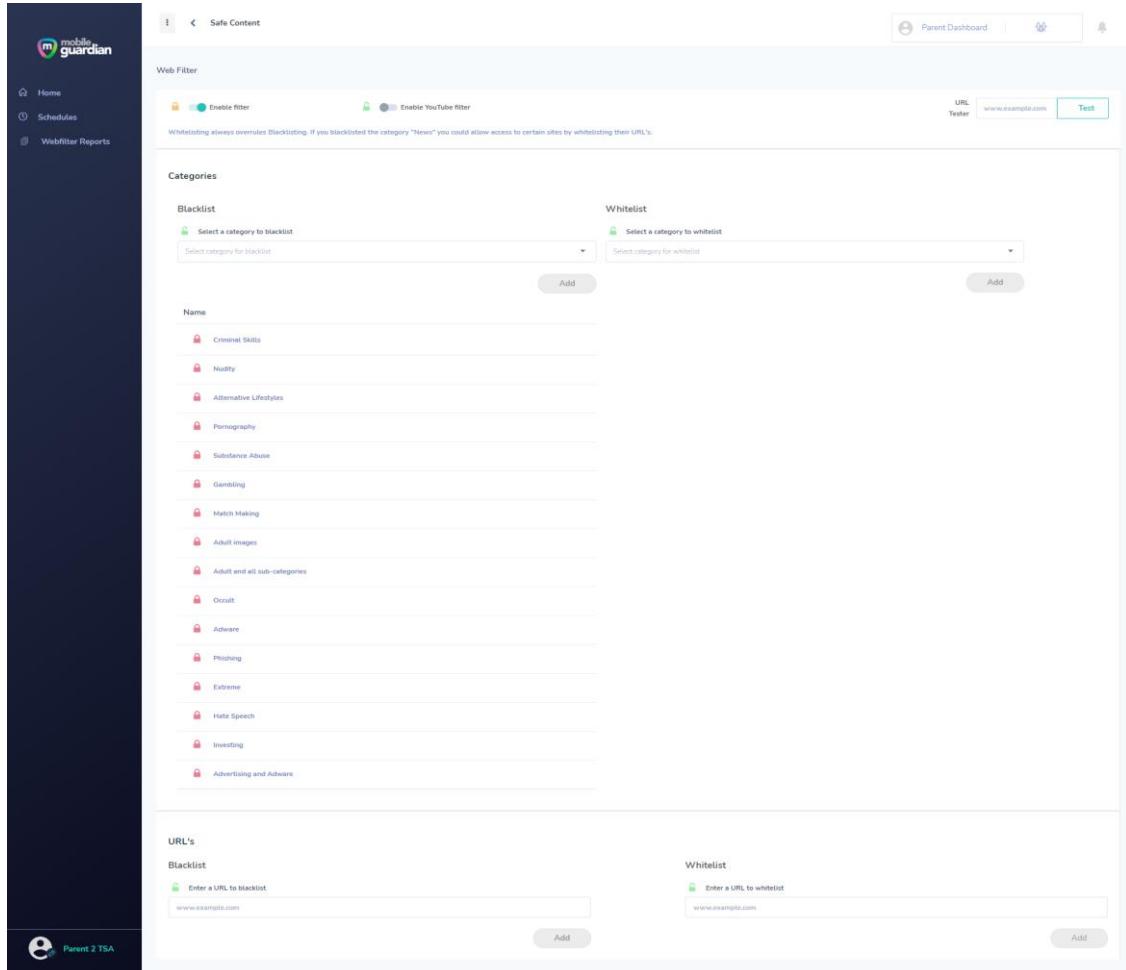 mobile
guardian
Home
Schedules
Webfilter Reports
Safe Content
Parent Dashboard
Web Filter
Enable filter
Enable YouTube filter
URL
Tester
www.example.com
Test
Whitelisting always overrules Blacklisting. If you blacklisted the category "News" you could allow access to certain sites by whitelisting their URL's.
Categories
Blacklist
Select a category to blacklist
Select category for blacklist
Add
Whitelist
Select a category to whitelist
Select category for whitelist
Add
Name
Criminal Skills
Nudity
Alternative Lifestyles
Pornography
Substance Abuse
Gambling
Match Making
Adult images
Adult and all sub-categories
Occult
Adware
Phishing
Extreme
Hate Speech
Investing
Advertising and Adware
URL's
Blacklist
Enter a URL to blacklist
www.example.com
Add
Whitelist
Enter a URL to whitelist
www.example.com
Add
Parent 2 TSA